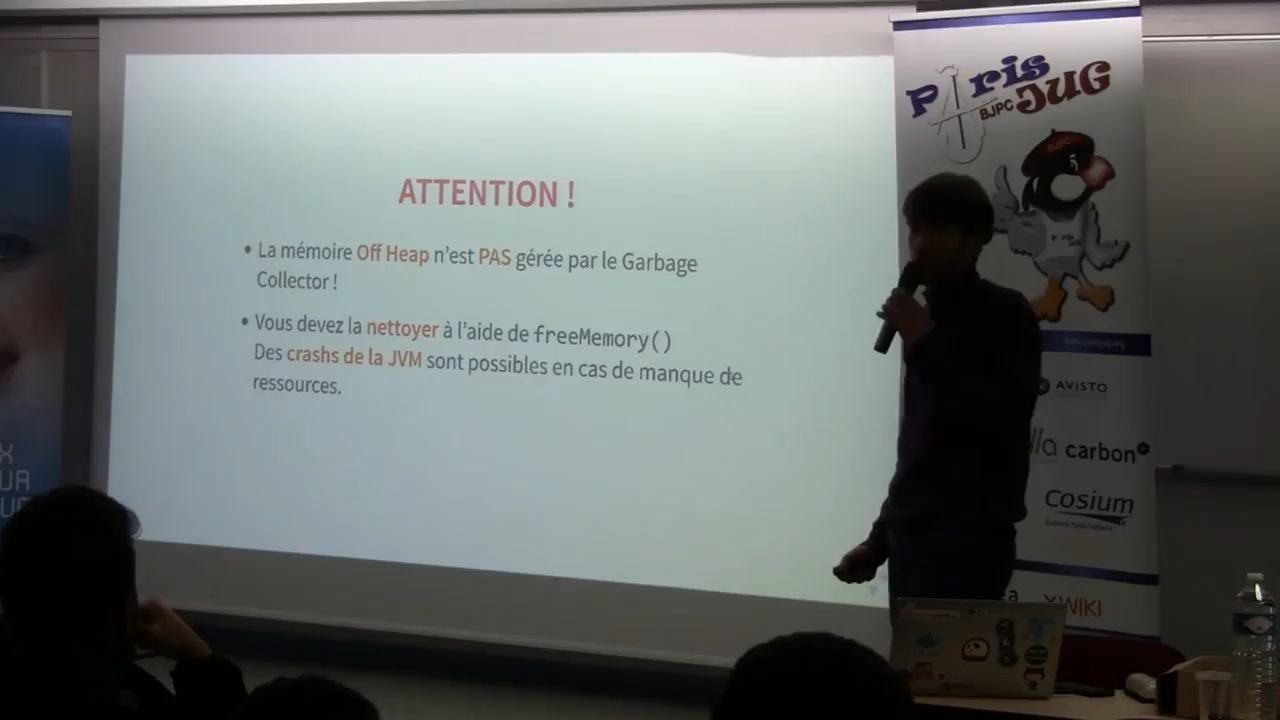 ATTENTION !
• La mémoire Off Heap n'est PAS gérée par le Garbage
Collector !
• Vous devez la nettoyer à l'aide de freeMemory()
Des crashs de la JVM sont possibles en cas de manque de
ressources.
Paris
BJPC JUG
AVISTO
carbon
Cosium
XWIKI
X
UR